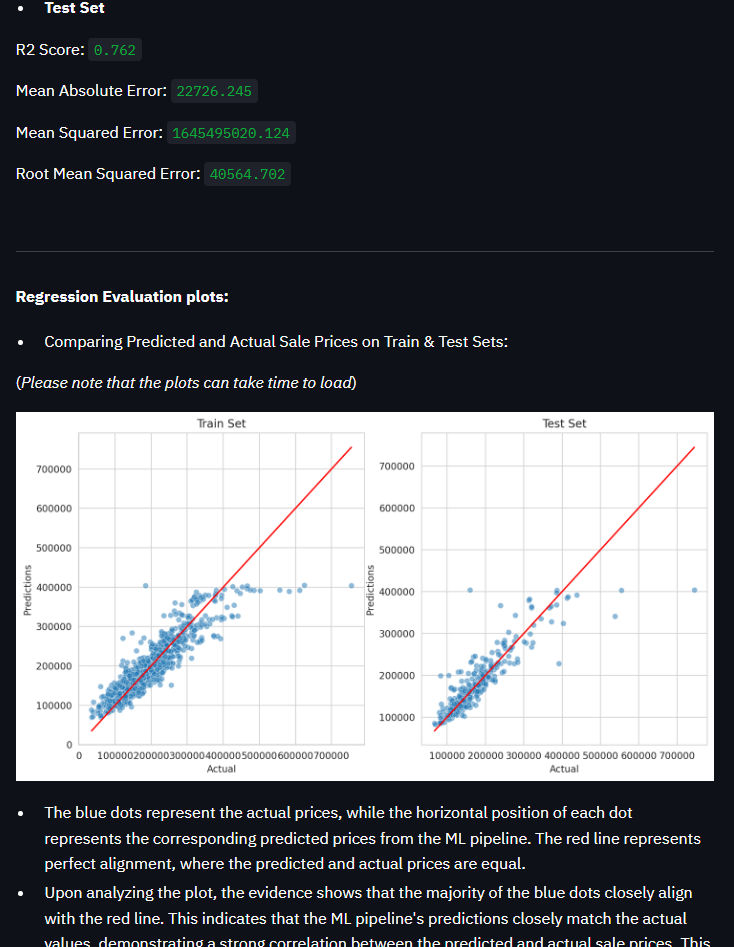 • Test Set
R2 Score: 0.762
Mean Absolute Error: 22726.245
Mean Squared Error: 1645495020.124
Root Mean Squared Error: 40564.702
Regression Evaluation plots:
• Comparing Predicted and Actual Sale Prices on Train & Test Sets:
(Please note that the plots can take time to load)
Train Set
700000
600000
500000
400000
300000
200000
100000
0
Predictions
0 100000200000300000400000500000600000700000
Actual
Test Set
700000
600000
500000
400000
300000
200000
100000
Predictions
100000 200000 300000 400000 500000 600000 700000
Actual
• The blue dots represent the actual prices, while the horizontal position of each dot
represents the corresponding predicted prices from the ML pipeline. The red line represents
perfect alignment, where the predicted and actual prices are equal.
• Upon analyzing the plot, the evidence shows that the majority of the blue dots closely align
with the red line. This indicates that the ML pipeline's predictions closely match the actual
values, demonstrating a strong correlation between the predicted and actual sale prices. This